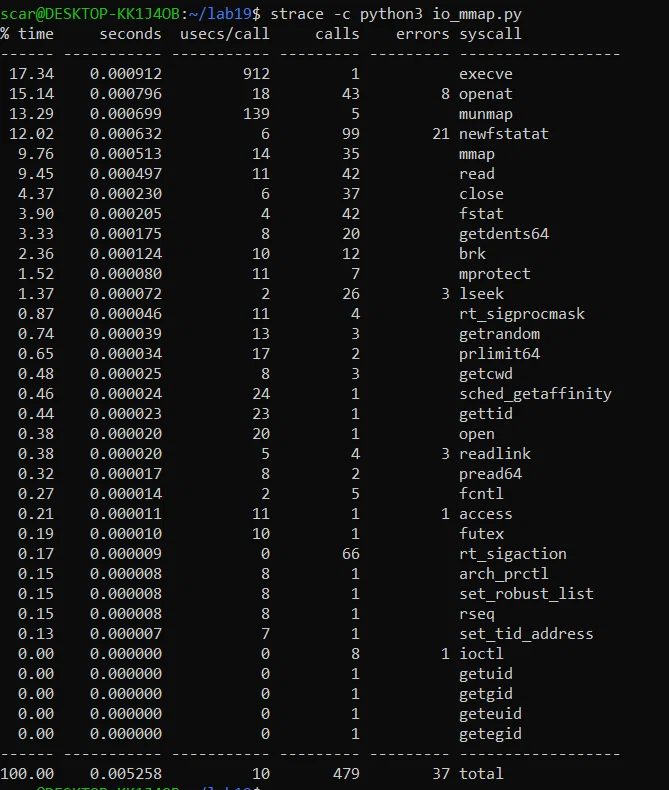 scar@DESKTOP-KK1J4OB:~/lab19$ strace -c python3 io_mmap.py
% time     seconds  usecs/call     calls    errors syscall
------ ----------- ----------- --------- --------- -----------------
 17.34    0.000912         912         1           execve
 15.14    0.000796          18        43         8 openat
 13.29    0.000699         139         5           munmap
 12.02    0.000632           6        99        21 newfstatat
  9.76    0.000513          14        35           mmap
  9.45    0.000497          11        42           read
  4.37    0.000230           6        37           close
  3.90    0.000205           4        42           fstat
  3.33    0.000175           8        20           getdents64
  2.36    0.000124          10        12           brk
  1.52    0.000080          11         7           mprotect
  1.37    0.000072           2        26         3 lseek
  0.87    0.000046          11         4           rt_sigprocmask
  0.74    0.000039          13         3           getrandom
  0.65    0.000034          17         2           prlimit64
  0.48    0.000025           8         3           getcwd
  0.46    0.000024          24         1           sched_getaffinity
  0.44    0.000023          23         1           gettid
  0.38    0.000020          20         1           open
  0.38    0.000020           5         4         3 readlink
  0.32    0.000017           8         2           pread64
  0.27    0.000014           2         5           fcntl
  0.21    0.000011          11         1         1 access
  0.19    0.000010          10         1           futex
  0.17    0.000009           0        66           rt_sigaction
  0.15    0.000008           8         1           arch_prctl
  0.15    0.000008           8         1           set_robust_list
  0.15    0.000008           8         1           rseq
  0.13    0.000007           7         1           set_tid_address
  0.00    0.000000           0         8         1 ioctl
  0.00    0.000000           0         1           getuid
  0.00    0.000000           0         1           getgid
  0.00    0.000000           0         1           geteuid
  0.00    0.000000           0         1           getegid
------ ----------- ----------- --------- --------- -----------------
100.00    0.005258          10       479        37 total